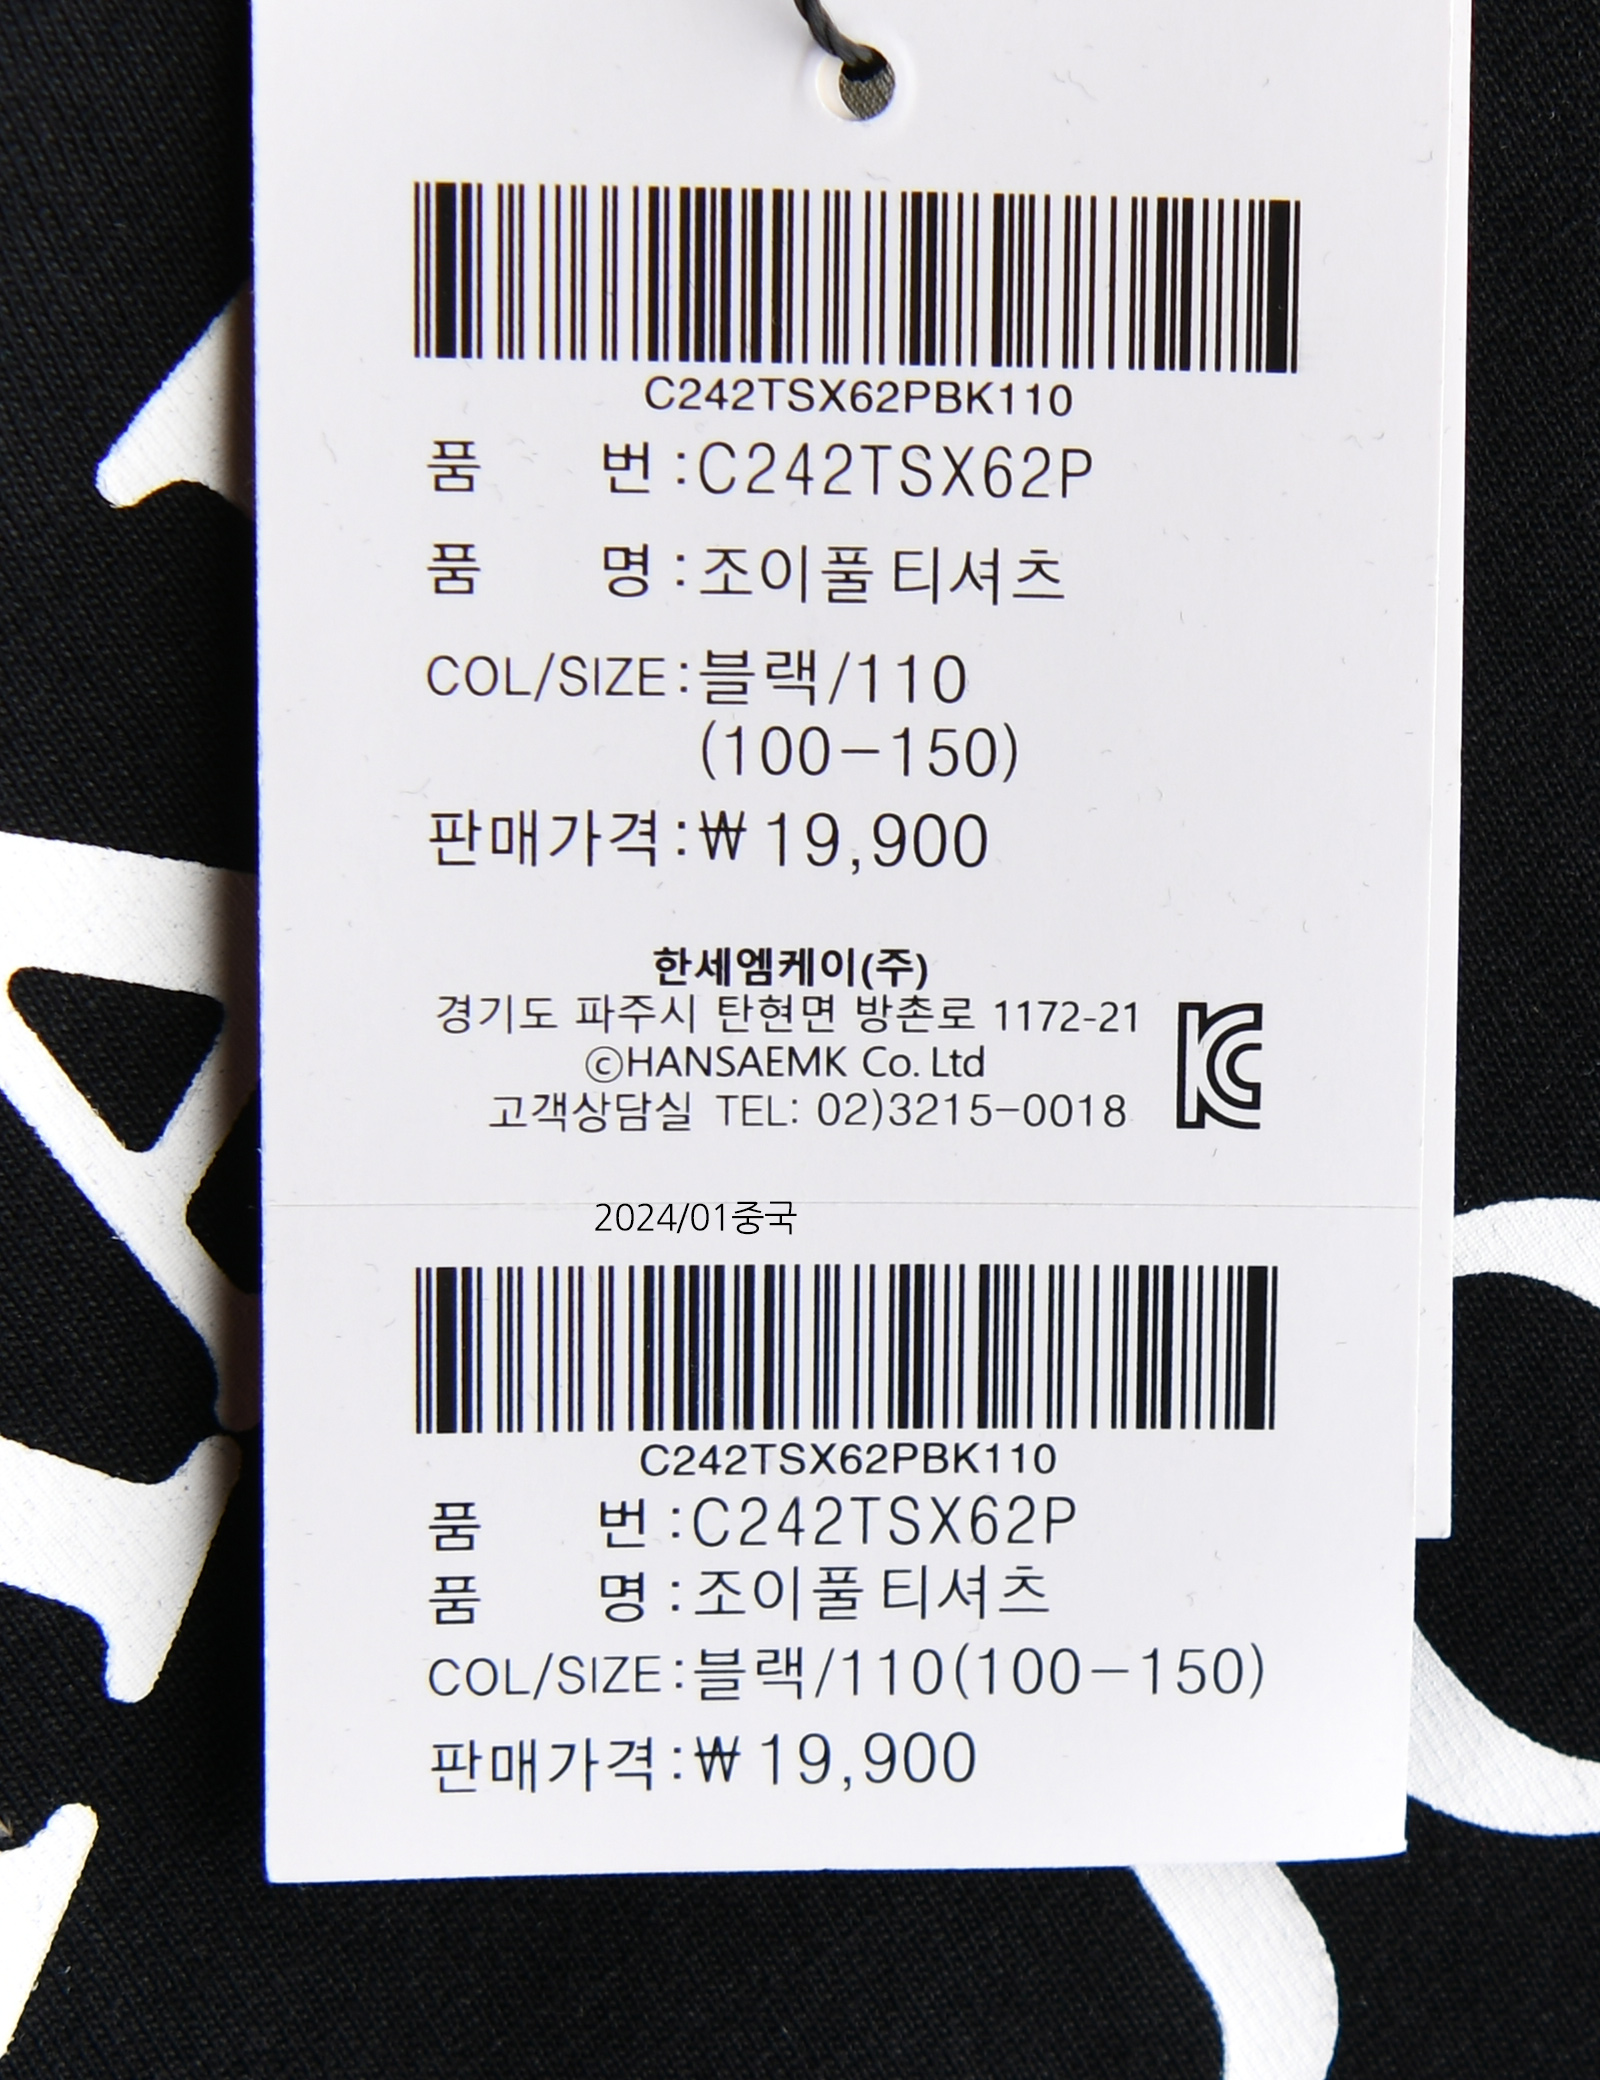 C242TSX62PBK110
품 번 : C242TSX62P
품 명 : 조이풀 티셔츠
COL/SIZE : 블랙/110
(100-150)
판매가격 : ₩ 19,900
한세엠케이(주)
경기도 파주시 탄현면 방촌로 1172-21
ⓒHANSAEMK Co. Ltd
고객상담실 TEL: 02)3215-0018
2024/01중국
C242TSX62PBK110
품 번 : C242TSX62P
품 명 : 조이풀 티셔츠
COL/SIZE : 블랙/110(100-150)
판매가격 : ₩ 19,900